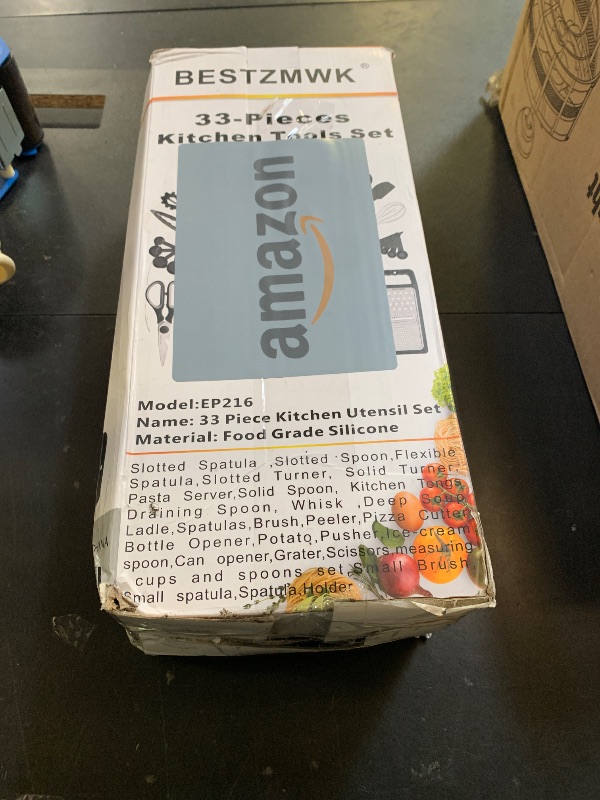 BESTZMWK®
33-Pieces
Kitchen Tools Set
amazon
Model:EP216
Name: 33 Piece Kitchen Utensil Set
Material: Food Grade Silicone
Slotted Spatula ,Slotted Spoon,Flexible
Spatula,Slotted Turner, Solid Turner,
Pasta Server,Solid Spoon, Kitchen Tongs,
Draining Spoon, Whisk ,Deep Soup
Ladle,Spatulas,Brush,Peeler,Pizza Cutter
Bottle Opener,Potato,Pusher,Ice-cream
spoon,Can opener,Grater,Scissors,measuring
cups and spoons set,Small Brush,
Small spatula,Spatula,Holder